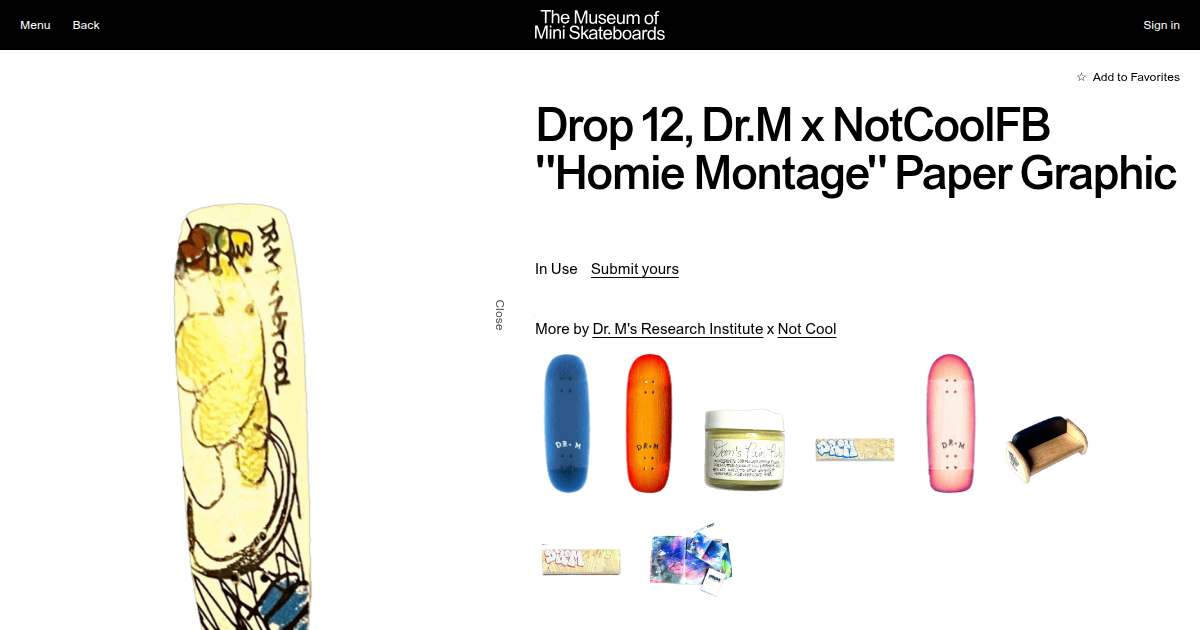 Menu
Back
The Museum of
Mini Skateboards
Sign in
☆ Add to Favorites
Drop 12, Dr.M x NotCoolFB
"Homie Montage" Paper Graphic
In Use
Submit yours
Close
More by Dr. M's Research Institute x Not Cool
DR. M x NOT COOL
DR. M
DR. M
DR. M